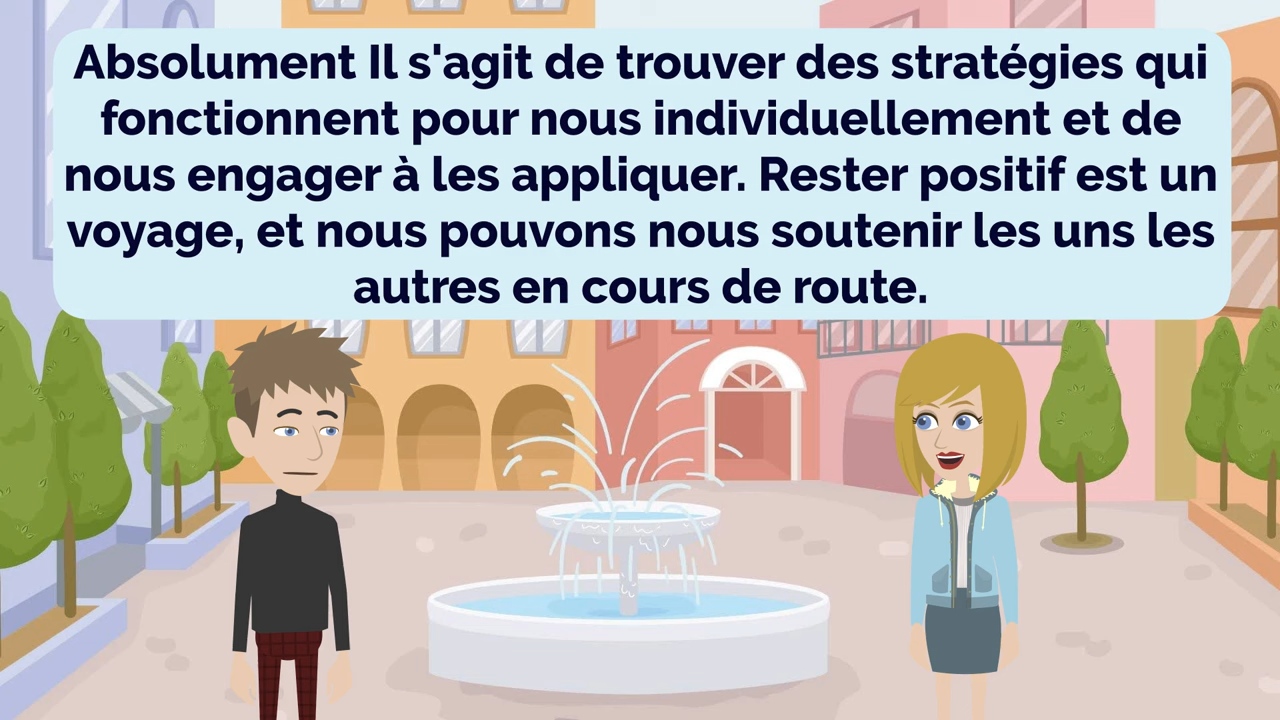 Absolument Il s'agit de trouver des stratégies qui
fonctionnent pour nous individuellement et de
nous engager à les appliquer. Rester positif est un
voyage, et nous pouvons nous soutenir les uns les
autres en cours de route.